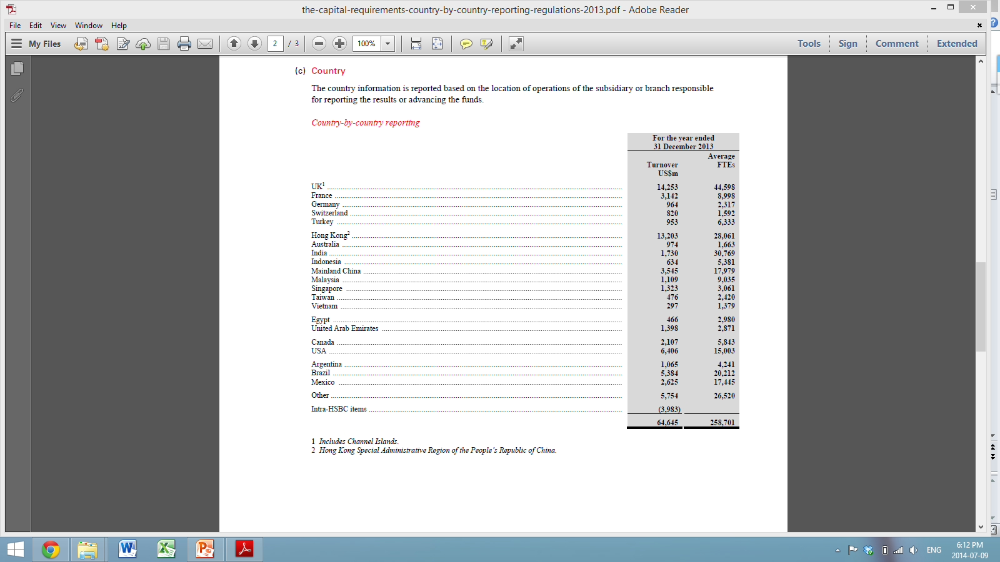 the-capital-requirements-country-by-country-reporting-regulations-2013.pdf - Adobe Reader
File Edit View Window Help
My Files 2 / 3 100% Tools Sign Comment Extended
(c) Country
The country information is reported based on the location of operations of the subsidiary or branch responsible
for reporting the results or advancing the funds.
Country-by-country reporting
For the year ended
31 December 2013
Average
Turnover FTEs
US$m
UK¹ 14,253 44,598
France 3,142 8,998
Germany 964 2,317
Switzerland 820 1,592
Turkey 953 6,333
Hong Kong² 13,203 28,061
Australia 974 1,663
India 1,730 30,769
Indonesia 634 5,381
Mainland China 3,545 17,979
Malaysia 1,109 9,035
Singapore 1,323 3,061
Taiwan 476 2,420
Vietnam 297 1,379
Egypt 466 2,980
United Arab Emirates 1,398 2,871
Canada 2,107 5,843
USA 6,406 15,003
Argentina 1,065 4,241
Brazil 5,384 20,212
Mexico 2,625 17,445
Other 5,754 26,520
Intra-HSBC items (3,983)
64,645 258,701
1 Includes Channel Islands.
2 Hong Kong Special Administrative Region of the People's Republic of China.
ENG
6:12 PM
2014-07-09